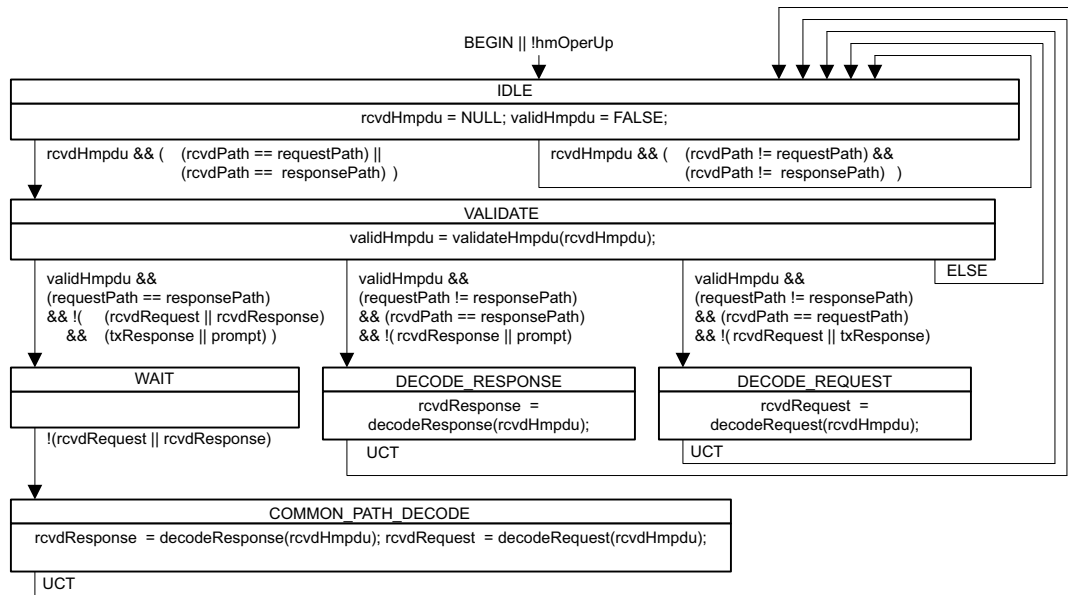 BEGIN || !hmOperUp
IDLE
rcvdHmpdu = NULL; validHmpdu = FALSE;
rcvdHmpdu && ( (rcvdPath == requestPath) ||
(rcvdPath == responsePath) )
rcvdHmpdu && ( (rcvdPath != requestPath) &&
(rcvdPath != responsePath) )
VALIDATE
validHmpdu = validateHmpdu(rcvdHmpdu);
validHmpdu &&
(requestPath == responsePath)
&& !( (rcvdRequest || rcvdResponse)
&& (txResponse || prompt) )
validHmpdu &&
(requestPath != responsePath)
&& (rcvdPath == responsePath)
&& !( rcvdResponse || prompt)
validHmpdu &&
(requestPath != responsePath)
&& (rcvdPath == requestPath)
&& !( rcvdRequest || txResponse)
ELSE
WAIT
!(rcvdRequest || rcvdResponse)
DECODE_RESPONSE
rcvdResponse =
decodeResponse(rcvdHmpdu);
UCT
DECODE_REQUEST
rcvdRequest =
decodeRequest(rcvdHmpdu);
UCT
COMMON_PATH_DECODE
rcvdResponse = decodeResponse(rcvdHmpdu); rcvdRequest = decodeRequest(rcvdHmpdu);
UCT